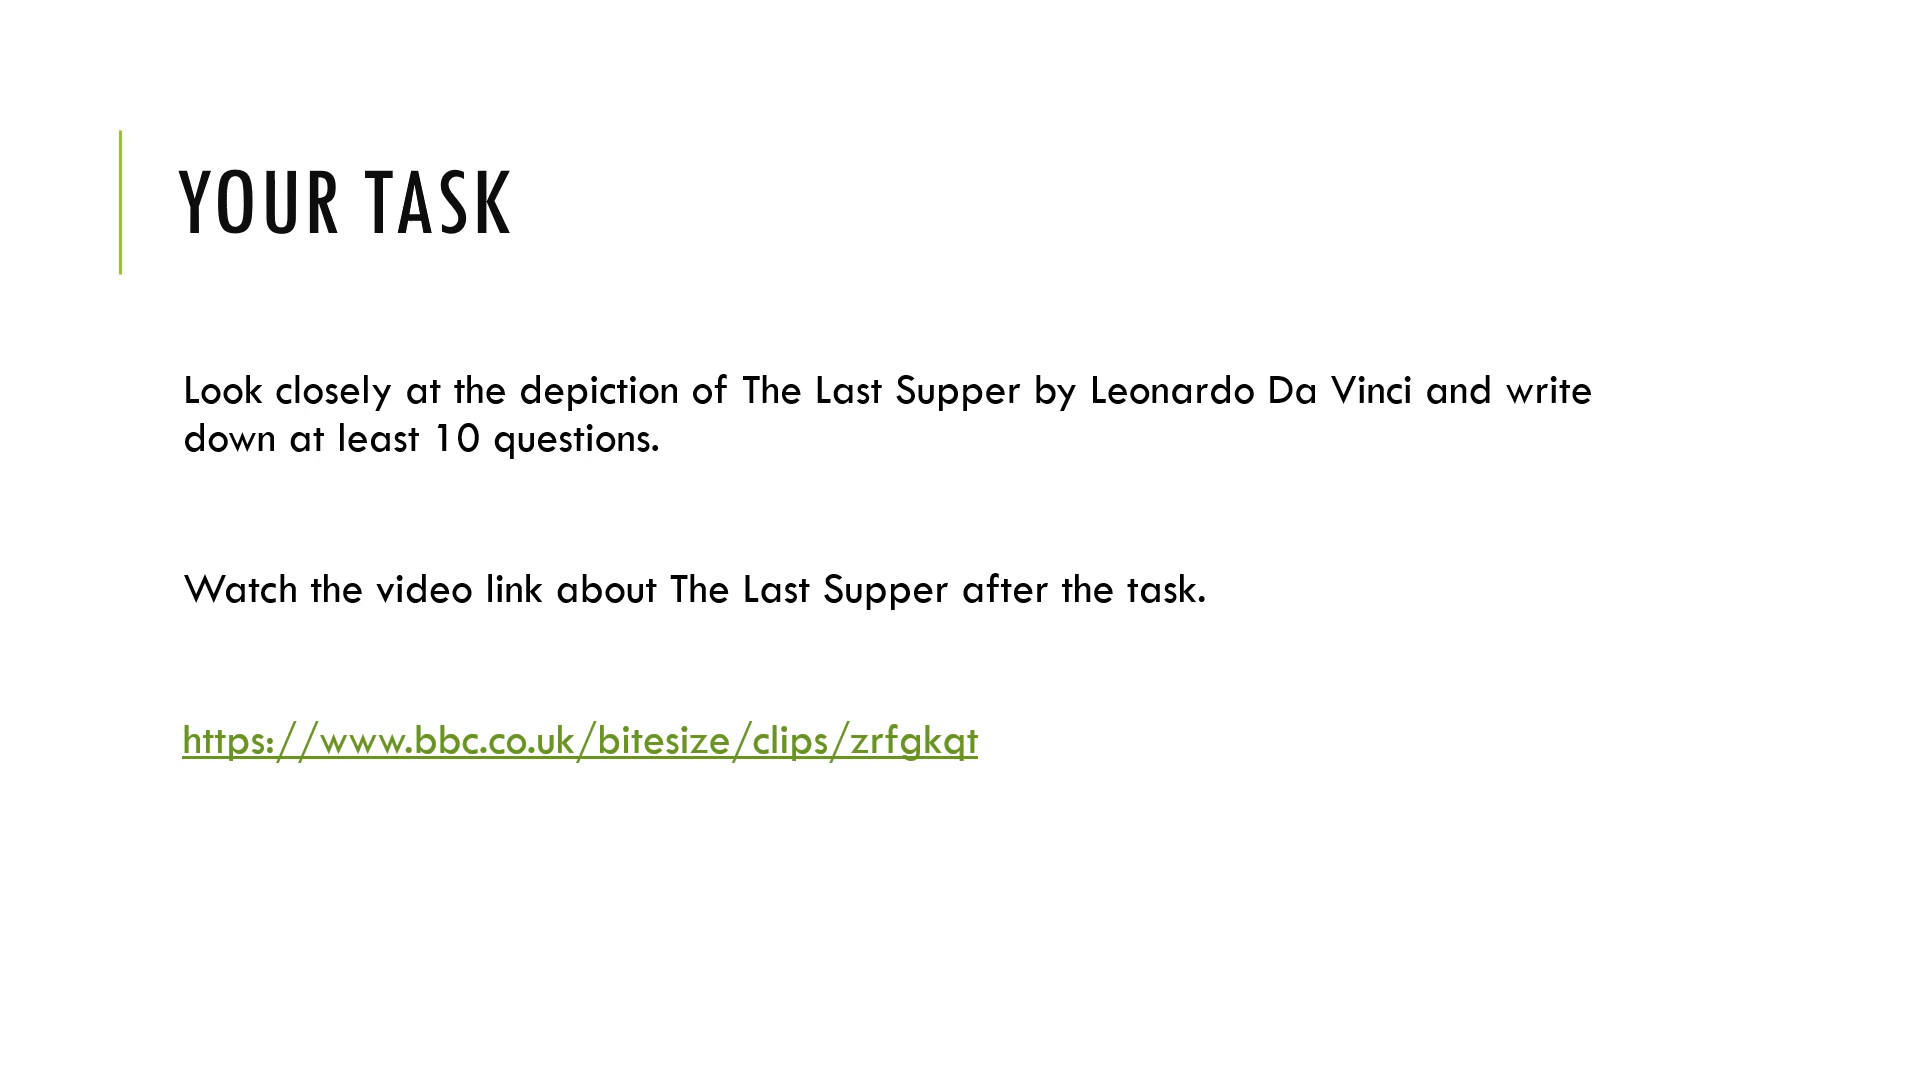 YOUR TASK
Look closely at the depiction of The Last Supper by Leonardo Da Vinci and write
down at least 10 questions.
Watch the video link about The Last Supper after the task.
https://www.bbc.co.uk/bitesize/clips/zrfgkqt